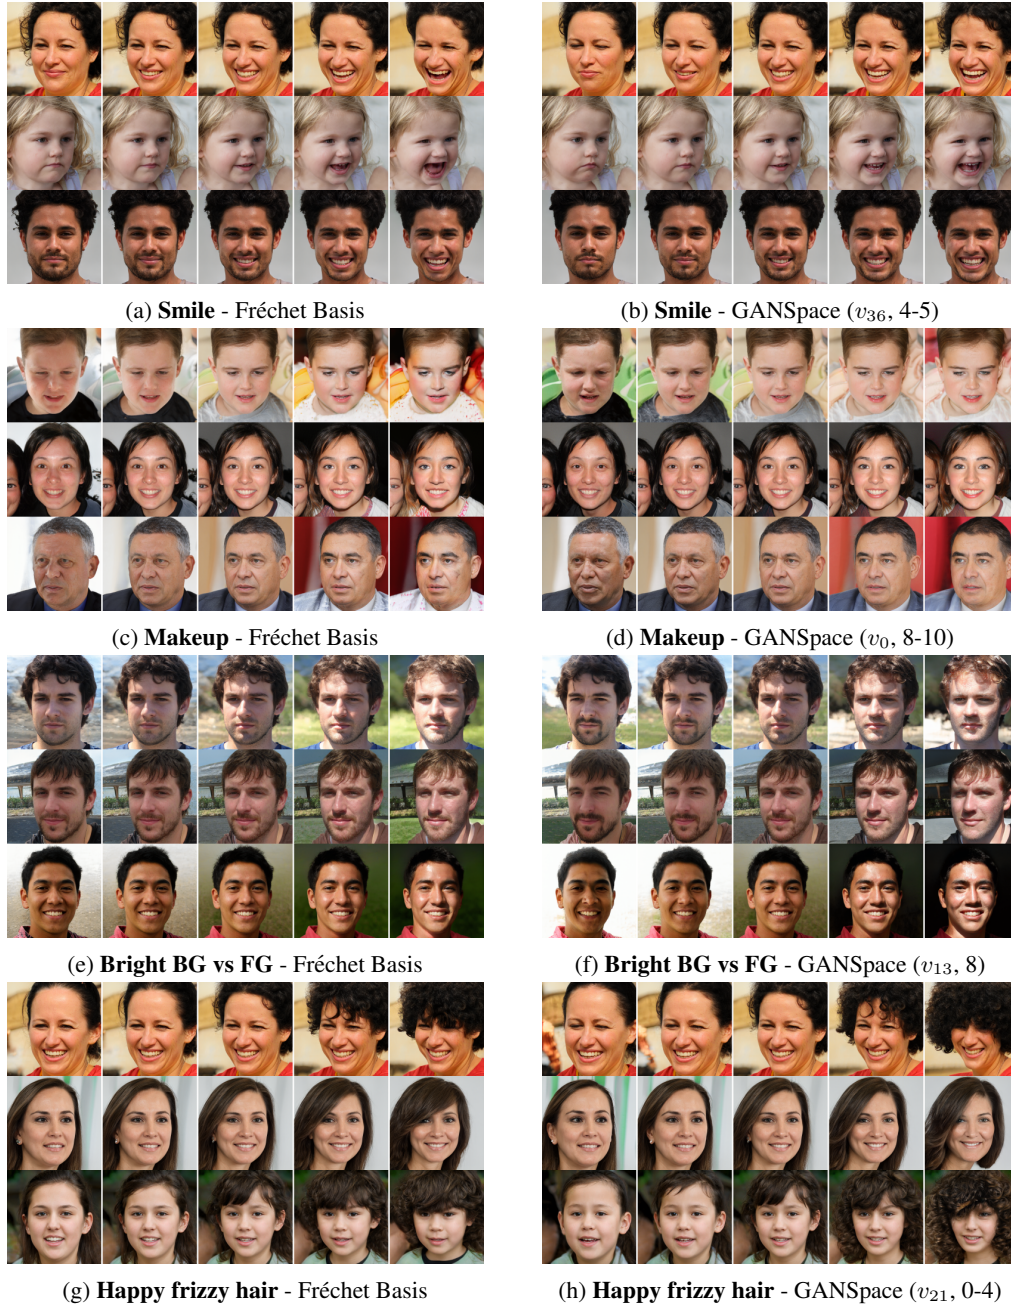 (a) Smile - Fréchet Basis
(b) Smile - GANSpace (v36, 4-5)
(c) Makeup - Fréchet Basis
(d) Makeup - GANSpace (v0, 8-10)
(e) Bright BG vs FG - Fréchet Basis
(f) Bright BG vs FG - GANSpace (v13, 8)
(g) Happy frizzy hair - Fréchet Basis
(h) Happy frizzy hair - GANSpace (v21, 0-4)